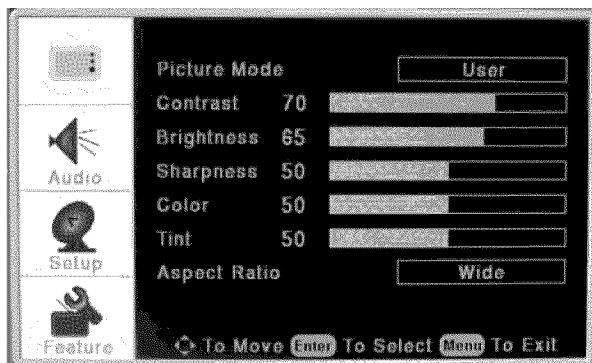 Audio
Setup
Feature
Picture Mode User
Contrast 70
Brightness 65
Sharpness 50
Color 50
Tint 50
Aspect Ratio Wide
To Move Enter To Select Menu To Exit